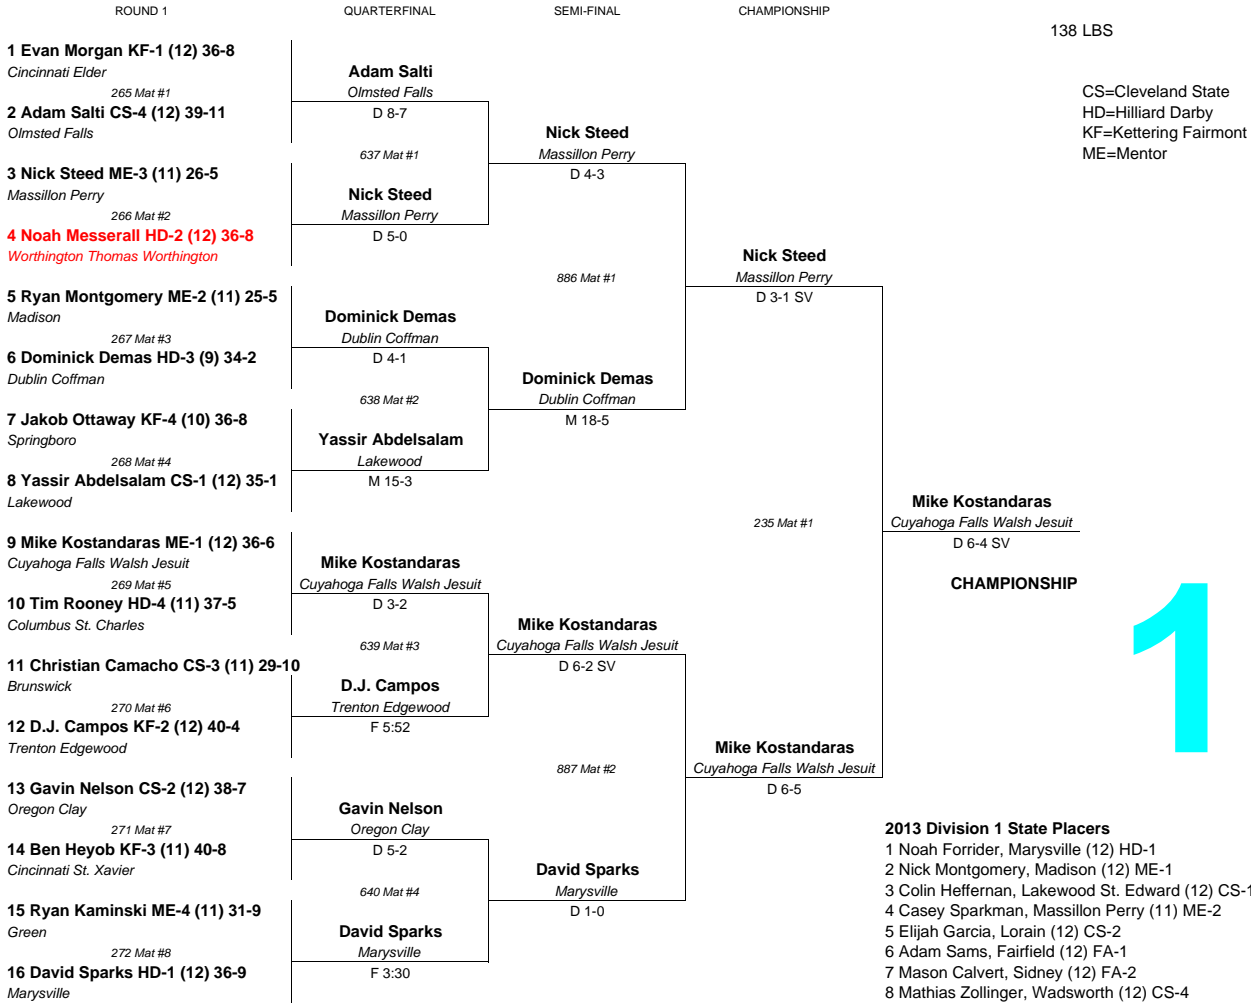 ROUND 1
QUARTERFINAL
SEMI-FINAL
CHAMPIONSHIP
138 LBS
CS=Cleveland State
HD=Hilliard Darby
KF=Kettering Fairmont
ME=Mentor
1 Evan Morgan KF-1 (12) 36-8
Cincinnati Elder
265 Mat #1
2 Adam Salti CS-4 (12) 39-11
Olmsted Falls
3 Nick Steed ME-3 (11) 26-5
Massillon Perry
266 Mat #2
4 Noah Messerall HD-2 (12) 36-8
Worthington Thomas Worthington
5 Ryan Montgomery ME-2 (11) 25-5
Madison
267 Mat #3
6 Dominick Demas HD-3 (9) 34-2
Dublin Coffman
7 Jakob Ottaway KF-4 (10) 36-8
Springboro
268 Mat #4
8 Yassir Abdelsalam CS-1 (12) 35-1
Lakewood
9 Mike Kostandaras ME-1 (12) 36-6
Cuyahoga Falls Walsh Jesuit
269 Mat #5
10 Tim Rooney HD-4 (11) 37-5
Columbus St. Charles
11 Christian Camacho CS-3 (11) 29-10
Brunswick
270 Mat #6
12 D.J. Campos KF-2 (12) 40-4
Trenton Edgewood
13 Gavin Nelson CS-2 (12) 38-7
Oregon Clay
271 Mat #7
14 Ben Heyob KF-3 (11) 40-8
Cincinnati St. Xavier
15 Ryan Kaminski ME-4 (11) 31-9
Green
272 Mat #8
16 David Sparks HD-1 (12) 36-9
Marysville
Adam Salti
Olmsted Falls
D 8-7
637 Mat #1
Nick Steed
Massillon Perry
D 5-0
Dominick Demas
Dublin Coffman
D 4-1
638 Mat #2
Yassir Abdelsalam
Lakewood
M 15-3
Mike Kostandaras
Cuyahoga Falls Walsh Jesuit
D 3-2
639 Mat #3
D.J. Campos
Trenton Edgewood
F 5:52
Gavin Nelson
Oregon Clay
D 5-2
640 Mat #4
David Sparks
Marysville
F 3:30
Nick Steed
Massillon Perry
D 4-3
886 Mat #1
Dominick Demas
Dublin Coffman
M 18-5
Mike Kostandaras
Cuyahoga Falls Walsh Jesuit
D 6-2 SV
887 Mat #2
David Sparks
Marysville
D 1-0
Nick Steed
Massillon Perry
D 3-1 SV
235 Mat #1
Mike Kostandaras
Cuyahoga Falls Walsh Jesuit
D 6-5
Mike Kostandaras
Cuyahoga Falls Walsh Jesuit
D 6-4 SV
CHAMPIONSHIP
1
2013 Division 1 State Placers
1 Noah Forrider, Marysville (12) HD-1
2 Nick Montgomery, Madison (12) ME-1
3 Colin Heffernan, Lakewood St. Edward (12) CS-1
4 Casey Sparkman, Massillon Perry (11) ME-2
5 Elijah Garcia, Lorain (12) CS-2
6 Adam Sams, Fairfield (12) FA-1
7 Mason Calvert, Sidney (12) FA-2
8 Mathias Zollinger, Wadsworth (12) CS-4